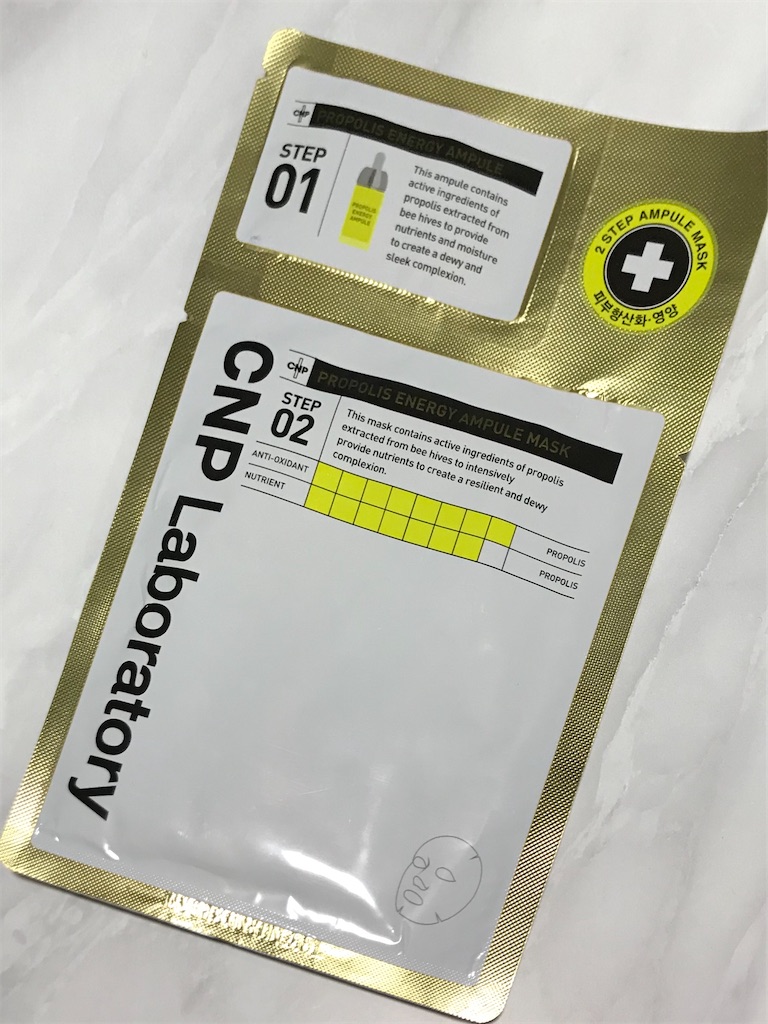 CNP
PROPOLIS ENERGY AMPULE
STEP
01
PROPOLIS
ENERGY
AMPULE
This ampule contains
active ingredients of
propolis extracted from
bee hives to provide
nutrients and moisture
to create a dewy and
sleek complexion.
2 STEP AMPULE MASK
피부항산화·영양
CNP Laboratory
CNP
PROPOLIS ENERGY AMPULE MASK
STEP
02
This mask contains active ingredients of propolis
extracted from bee hives to intensively
provide nutrients to create a resilient and dewy
complexion.
ANTI-OXIDANT
PROPOLIS
NUTRIENT
PROPOLIS